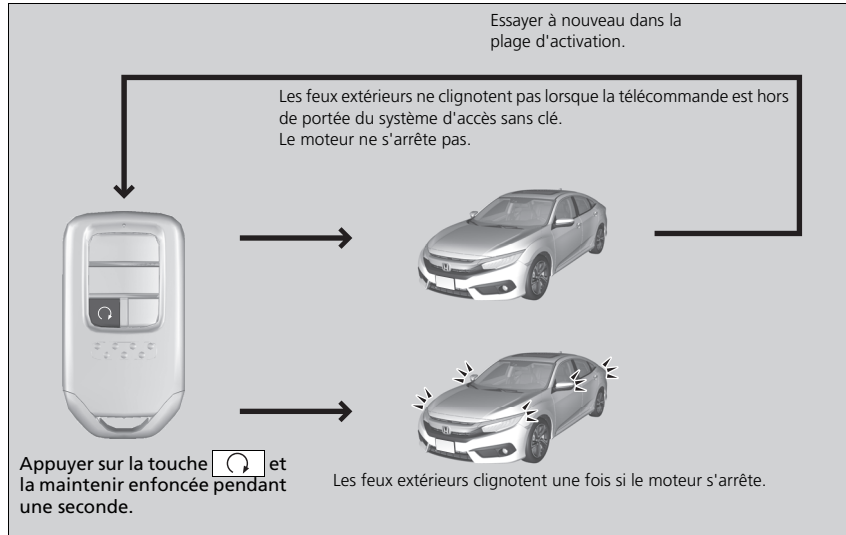 Essayer à nouveau dans la
plage d'activation.
Les feux extérieurs ne clignotent pas lorsque la télécommande est hors
de portée du système d'accès sans clé.
Le moteur ne s'arrête pas.
Appuyer sur la touche et
la maintenir enfoncée pendant
une seconde.
Les feux extérieurs clignotent une fois si le moteur s'arrête.